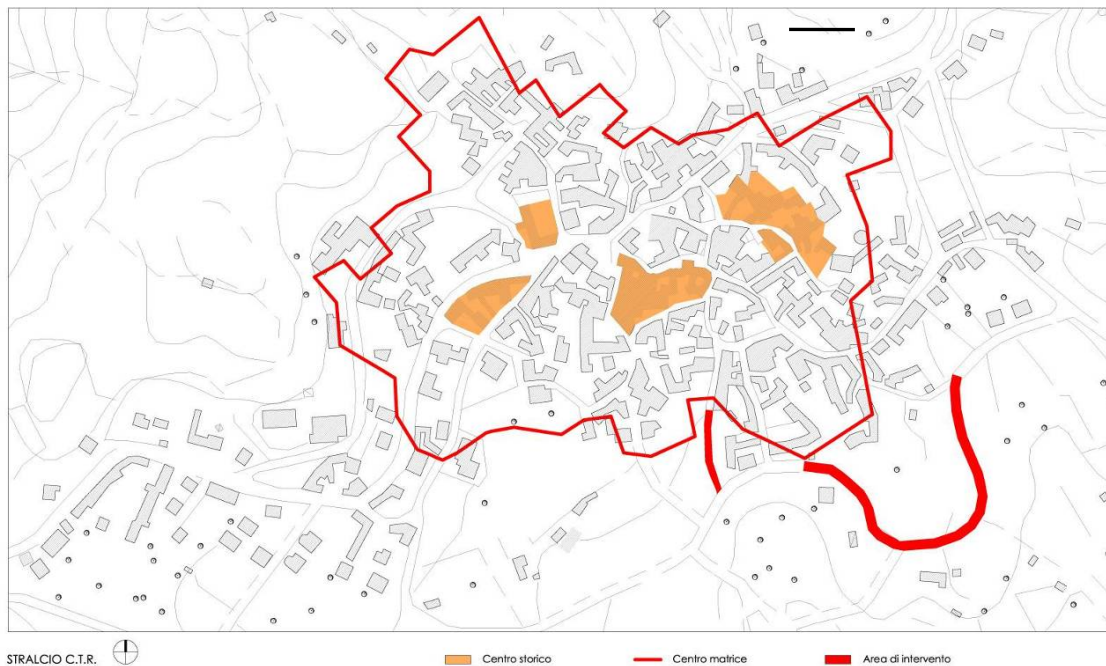 STRALCIO C.T.R.
Centro storico
Centro matrice
Area di intervento